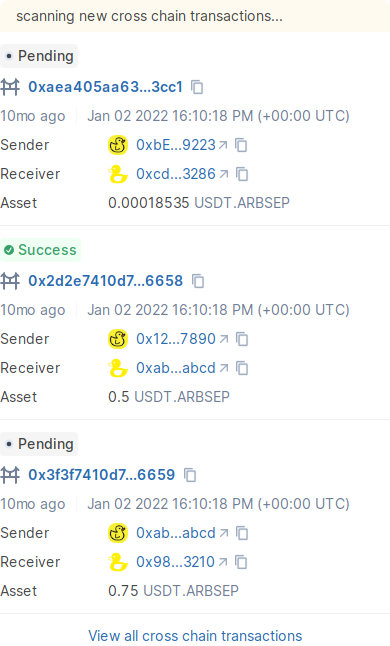 scanning new cross chain transactions...
Pending
0xaea405aa63...3cc1
10mo ago Jan 02 2022 16:10:18 PM (+00:00 UTC)
Sender 0xbE...9223
Receiver 0xcd...3286
Asset 0.00018535 USDT.ARBSEP
Success
0x2d2e7410d7...6658
10mo ago Jan 02 2022 16:10:18 PM (+00:00 UTC)
Sender 0x12...7890
Receiver 0xab...abcd
Asset 0.5 USDT.ARBSEP
Pending
0x3f3f7410d7...6659
10mo ago Jan 02 2022 16:10:18 PM (+00:00 UTC)
Sender 0xab...abcd
Receiver 0x98...3210
Asset 0.75 USDT.ARBSEP
View all cross chain transactions